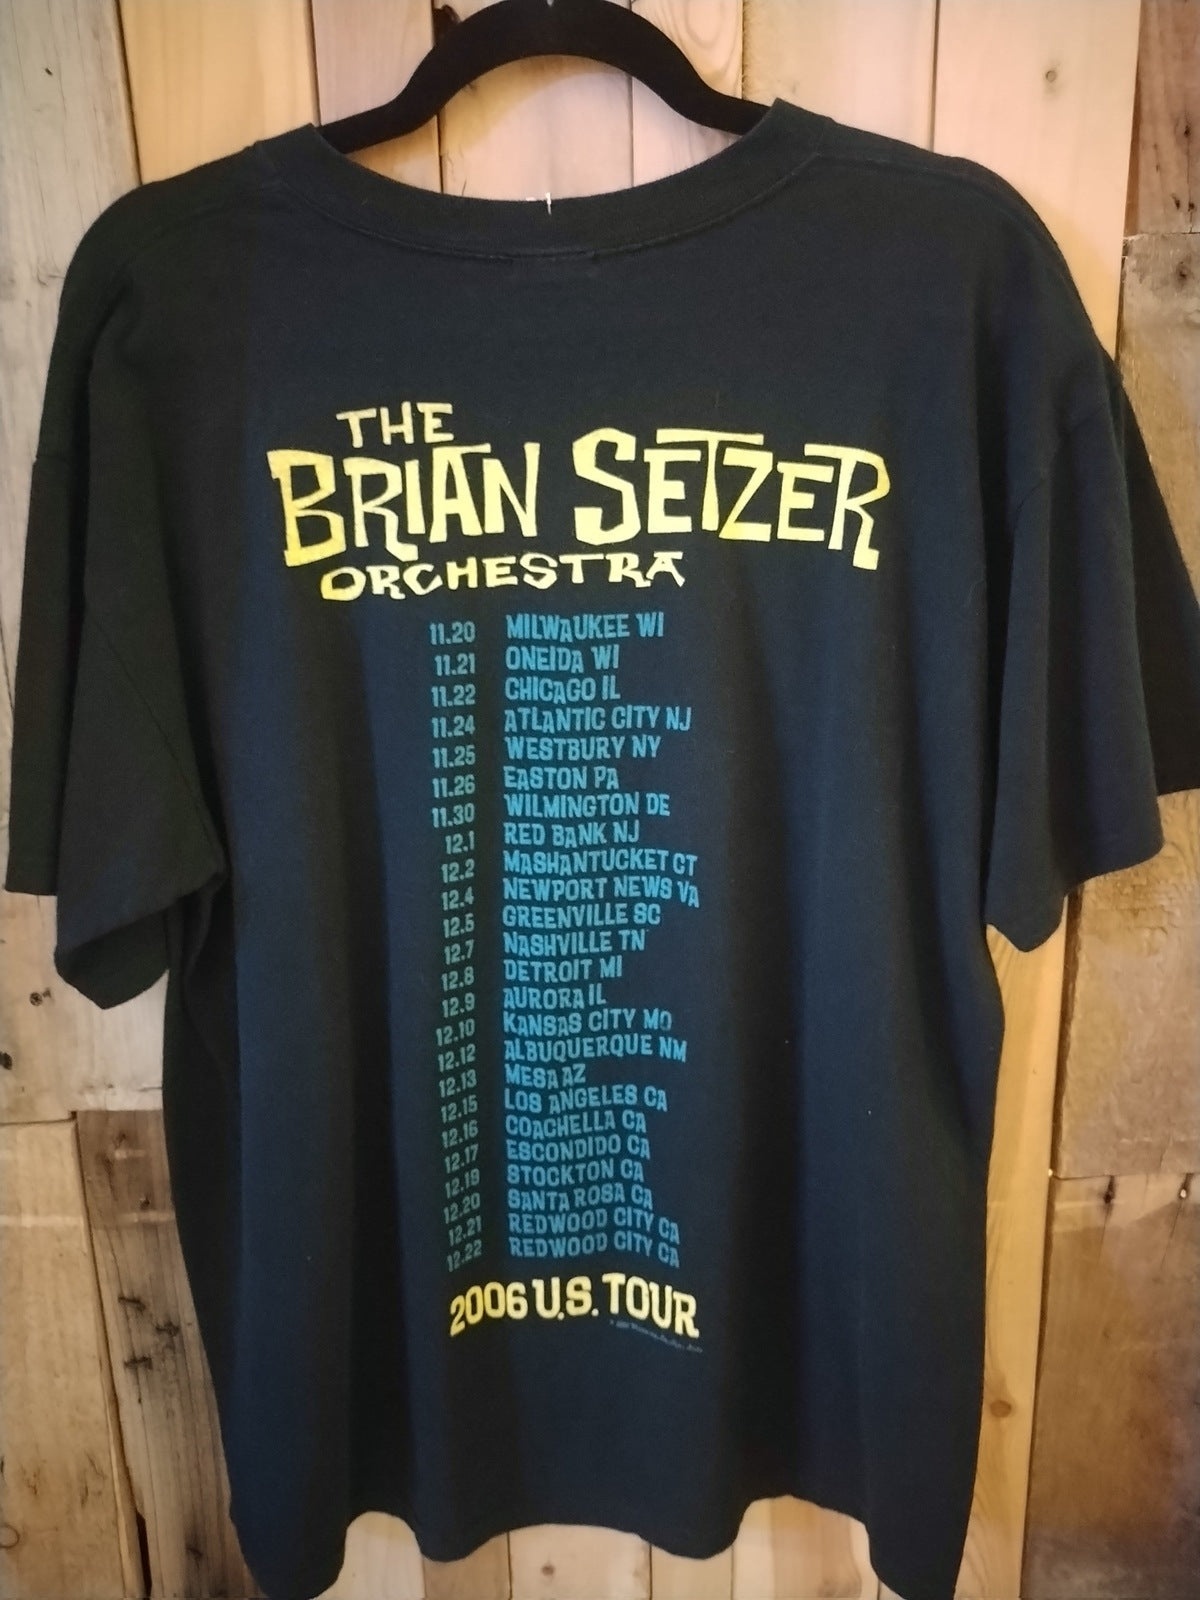 THE
BRIAN SETZER
ORCHESTRA
11.20 MILWAUKEE WI
11.21 ONEIDA WI
11.22 CHICAGO IL
11.24 ATLANTIC CITY NJ
11.25 WESTBURY NY
11.26 EASTON PA
11.30 WILMINGTON DE
12.1 RED BANK NJ
12.2 MASHANTUCKET CT
12.4 NEWPORT NEWS VA
12.5 GREENVILLE SC
12.7 NASHVILLE TN
12.8 DETROIT MI
12.9 AURORA IL
12.10 KANSAS CITY MO
12.12 ALBUQUERQUE NM
12.13 MESA AZ
12.15 LOS ANGELES CA
12.16 COACHELLA CA
12.17 ESCONDIDO CA
12.19 STOCKTON CA
12.20 SANTA ROSA CA
12.21 REDWOOD CITY CA
12.22 REDWOOD CITY CA
2006 U.S. TOUR